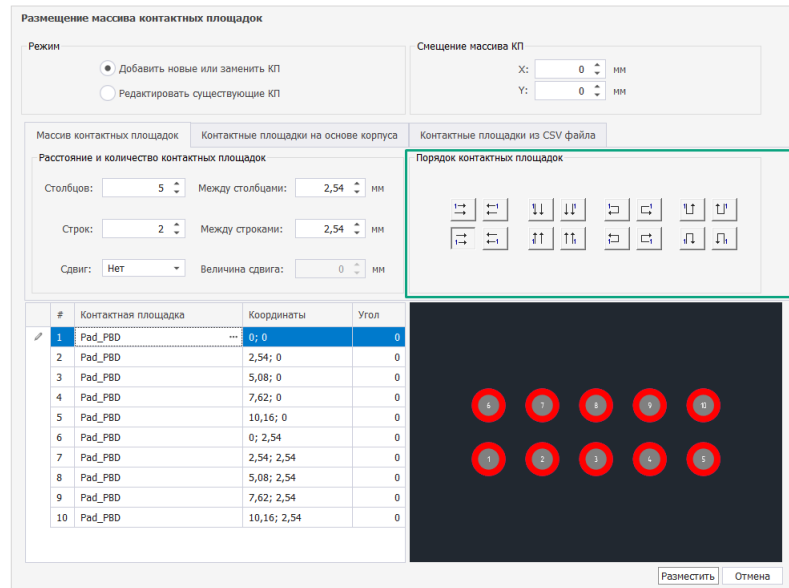 Размещение массива контактных площадок
Режим
Добавить новые или заменить КП
Редактировать существующие КП
Смещение массива КП
X: 0 мм
Y: 0 мм
Массив контактных площадок Контактные площадки на основе корпуса Контактные площадки из CSV файла
Расстояние и количество контактных площадок
Столбцов: 5 Между столбцами: 2,54 мм
Строк: 2 Между строками: 2,54 мм
Сдвиг: Нет Величина сдвига: 0 мм
Порядок контактных площадок
# Контактная площадка Координаты Угол
1 Pad_PBD ... 0; 0 0
2 Pad_PBD 2,54; 0 0
3 Pad_PBD 5,08; 0 0
4 Pad_PBD 7,62; 0 0
5 Pad_PBD 10,16; 0 0
6 Pad_PBD 0; 2,54 0
7 Pad_PBD 2,54; 2,54 0
8 Pad_PBD 5,08; 2,54 0
9 Pad_PBD 7,62; 2,54 0
10 Pad_PBD 10,16; 2,54 0
6 7 8 9 10
1 2 3 4 5
Разместить Отмена